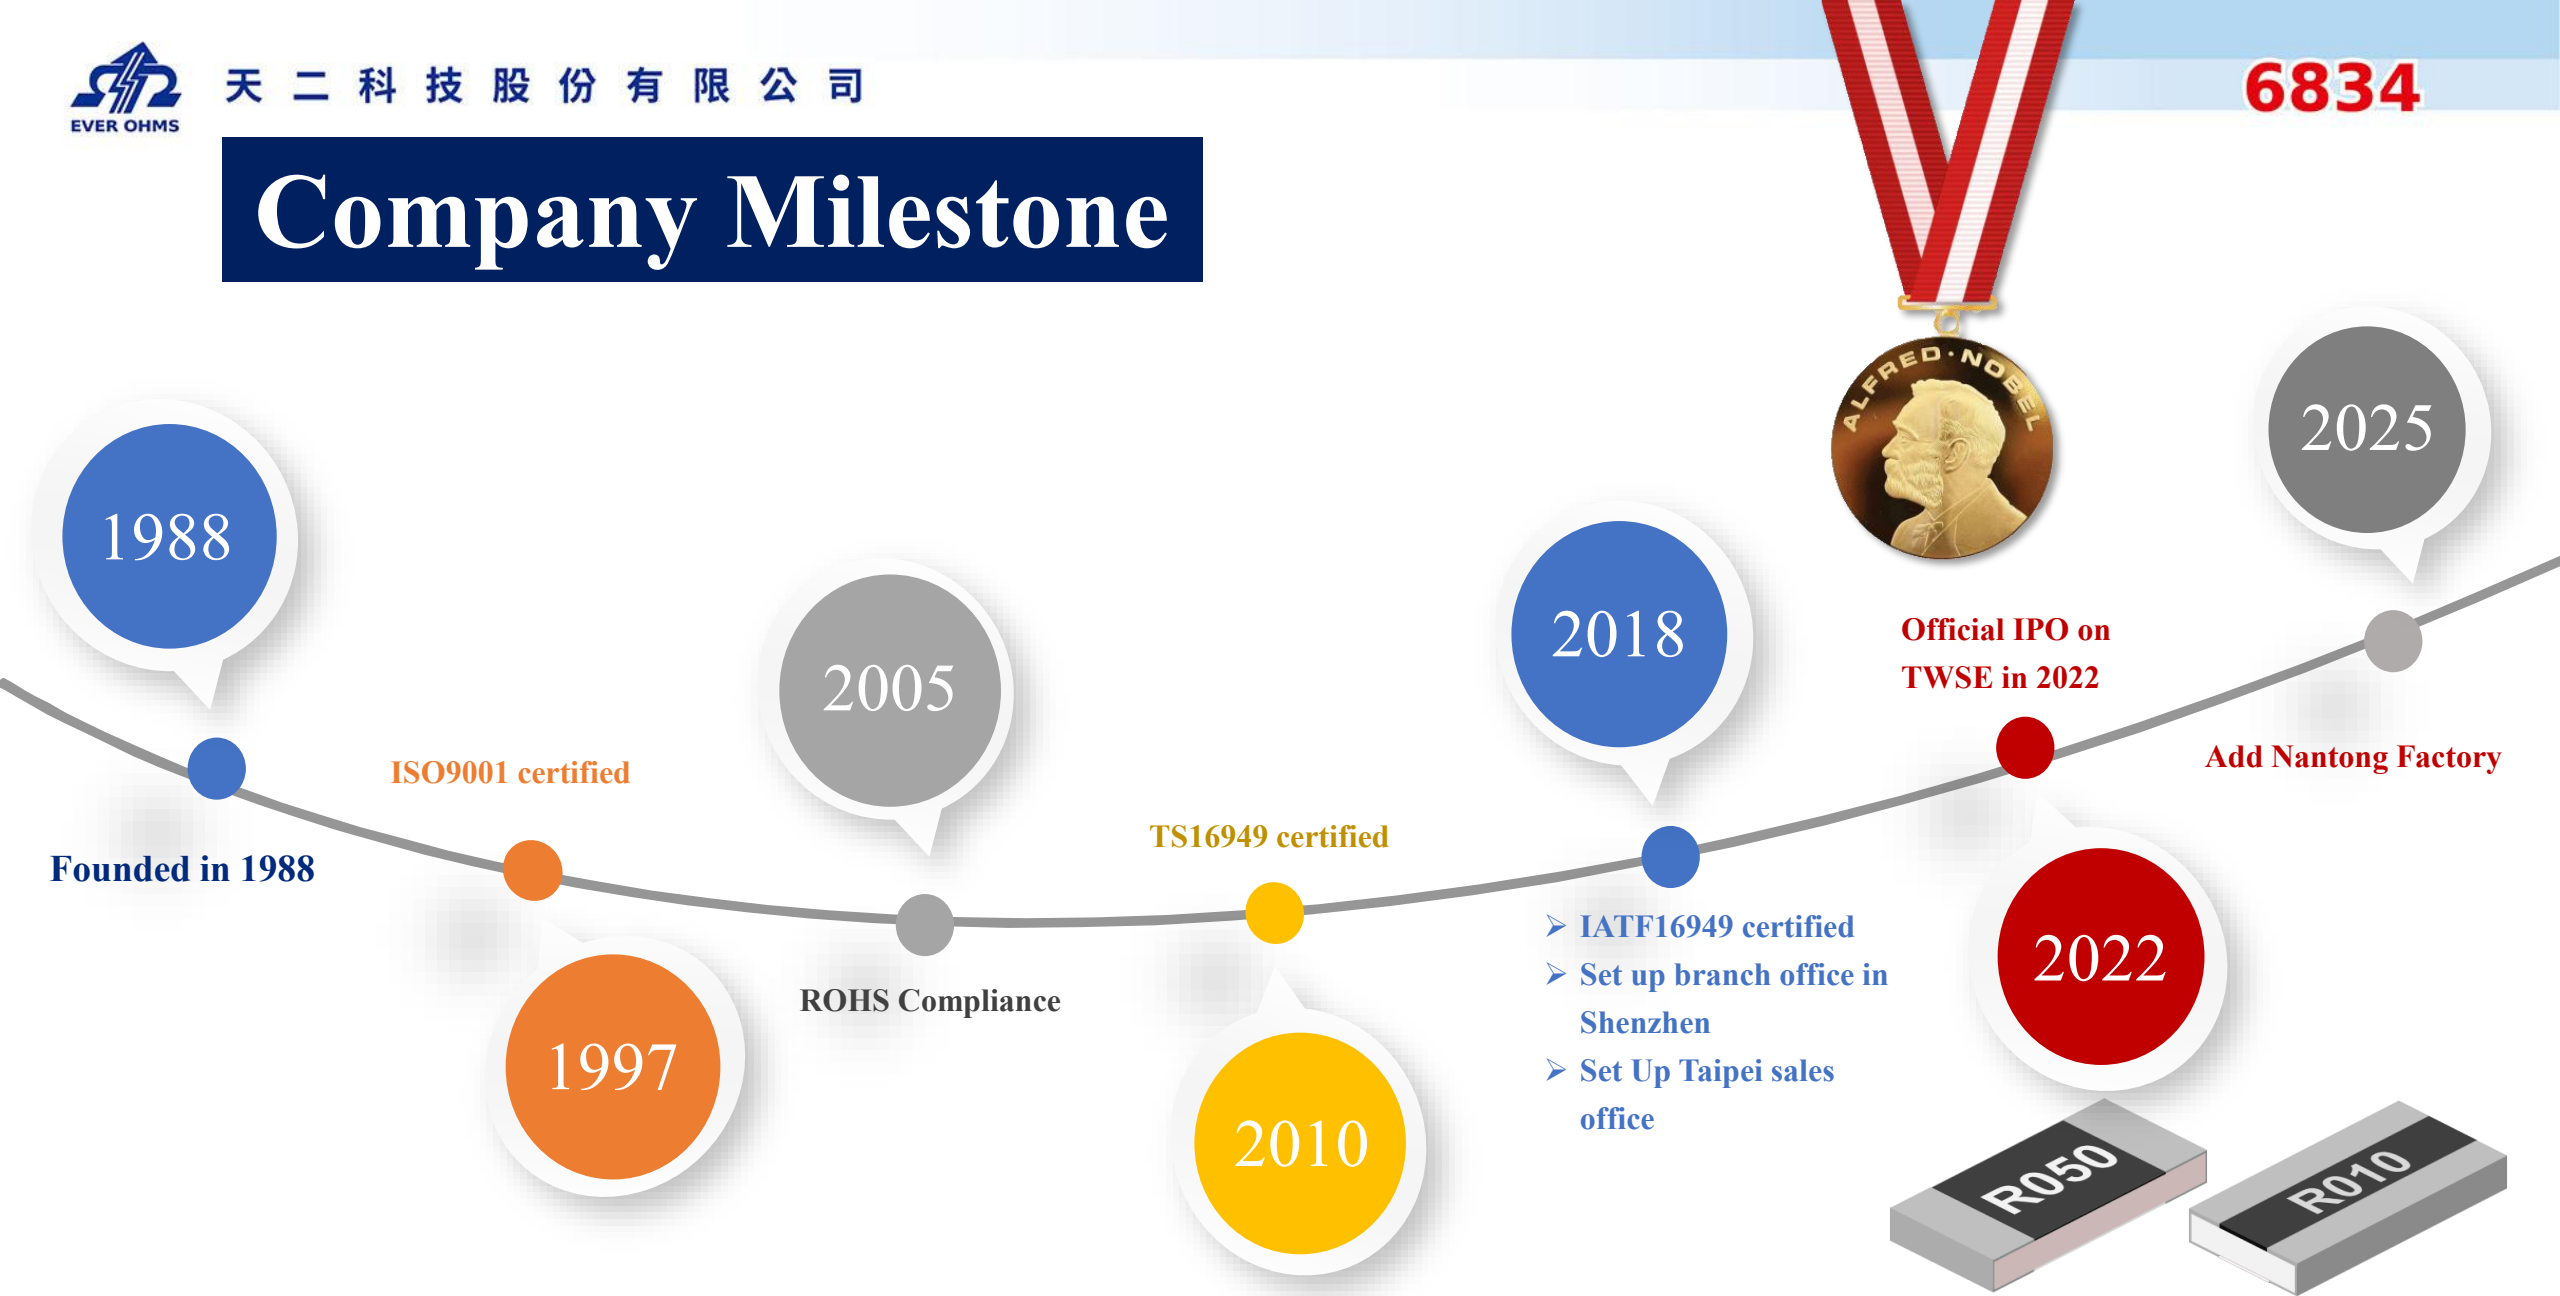 EVER OHMS
天二科技股份有限公司
6834
Company Milestone
ALFRED·NOBEL
1988
Founded in 1988
ISO9001 certified
1997
2005
ROHS Compliance
TS16949 certified
2010
2018
➢ IATF16949 certified
➢ Set up branch office in
Shenzhen
➢ Set Up Taipei sales
office
Official IPO on
TWSE in 2022
2022
2025
Add Nantong Factory
R050
R010